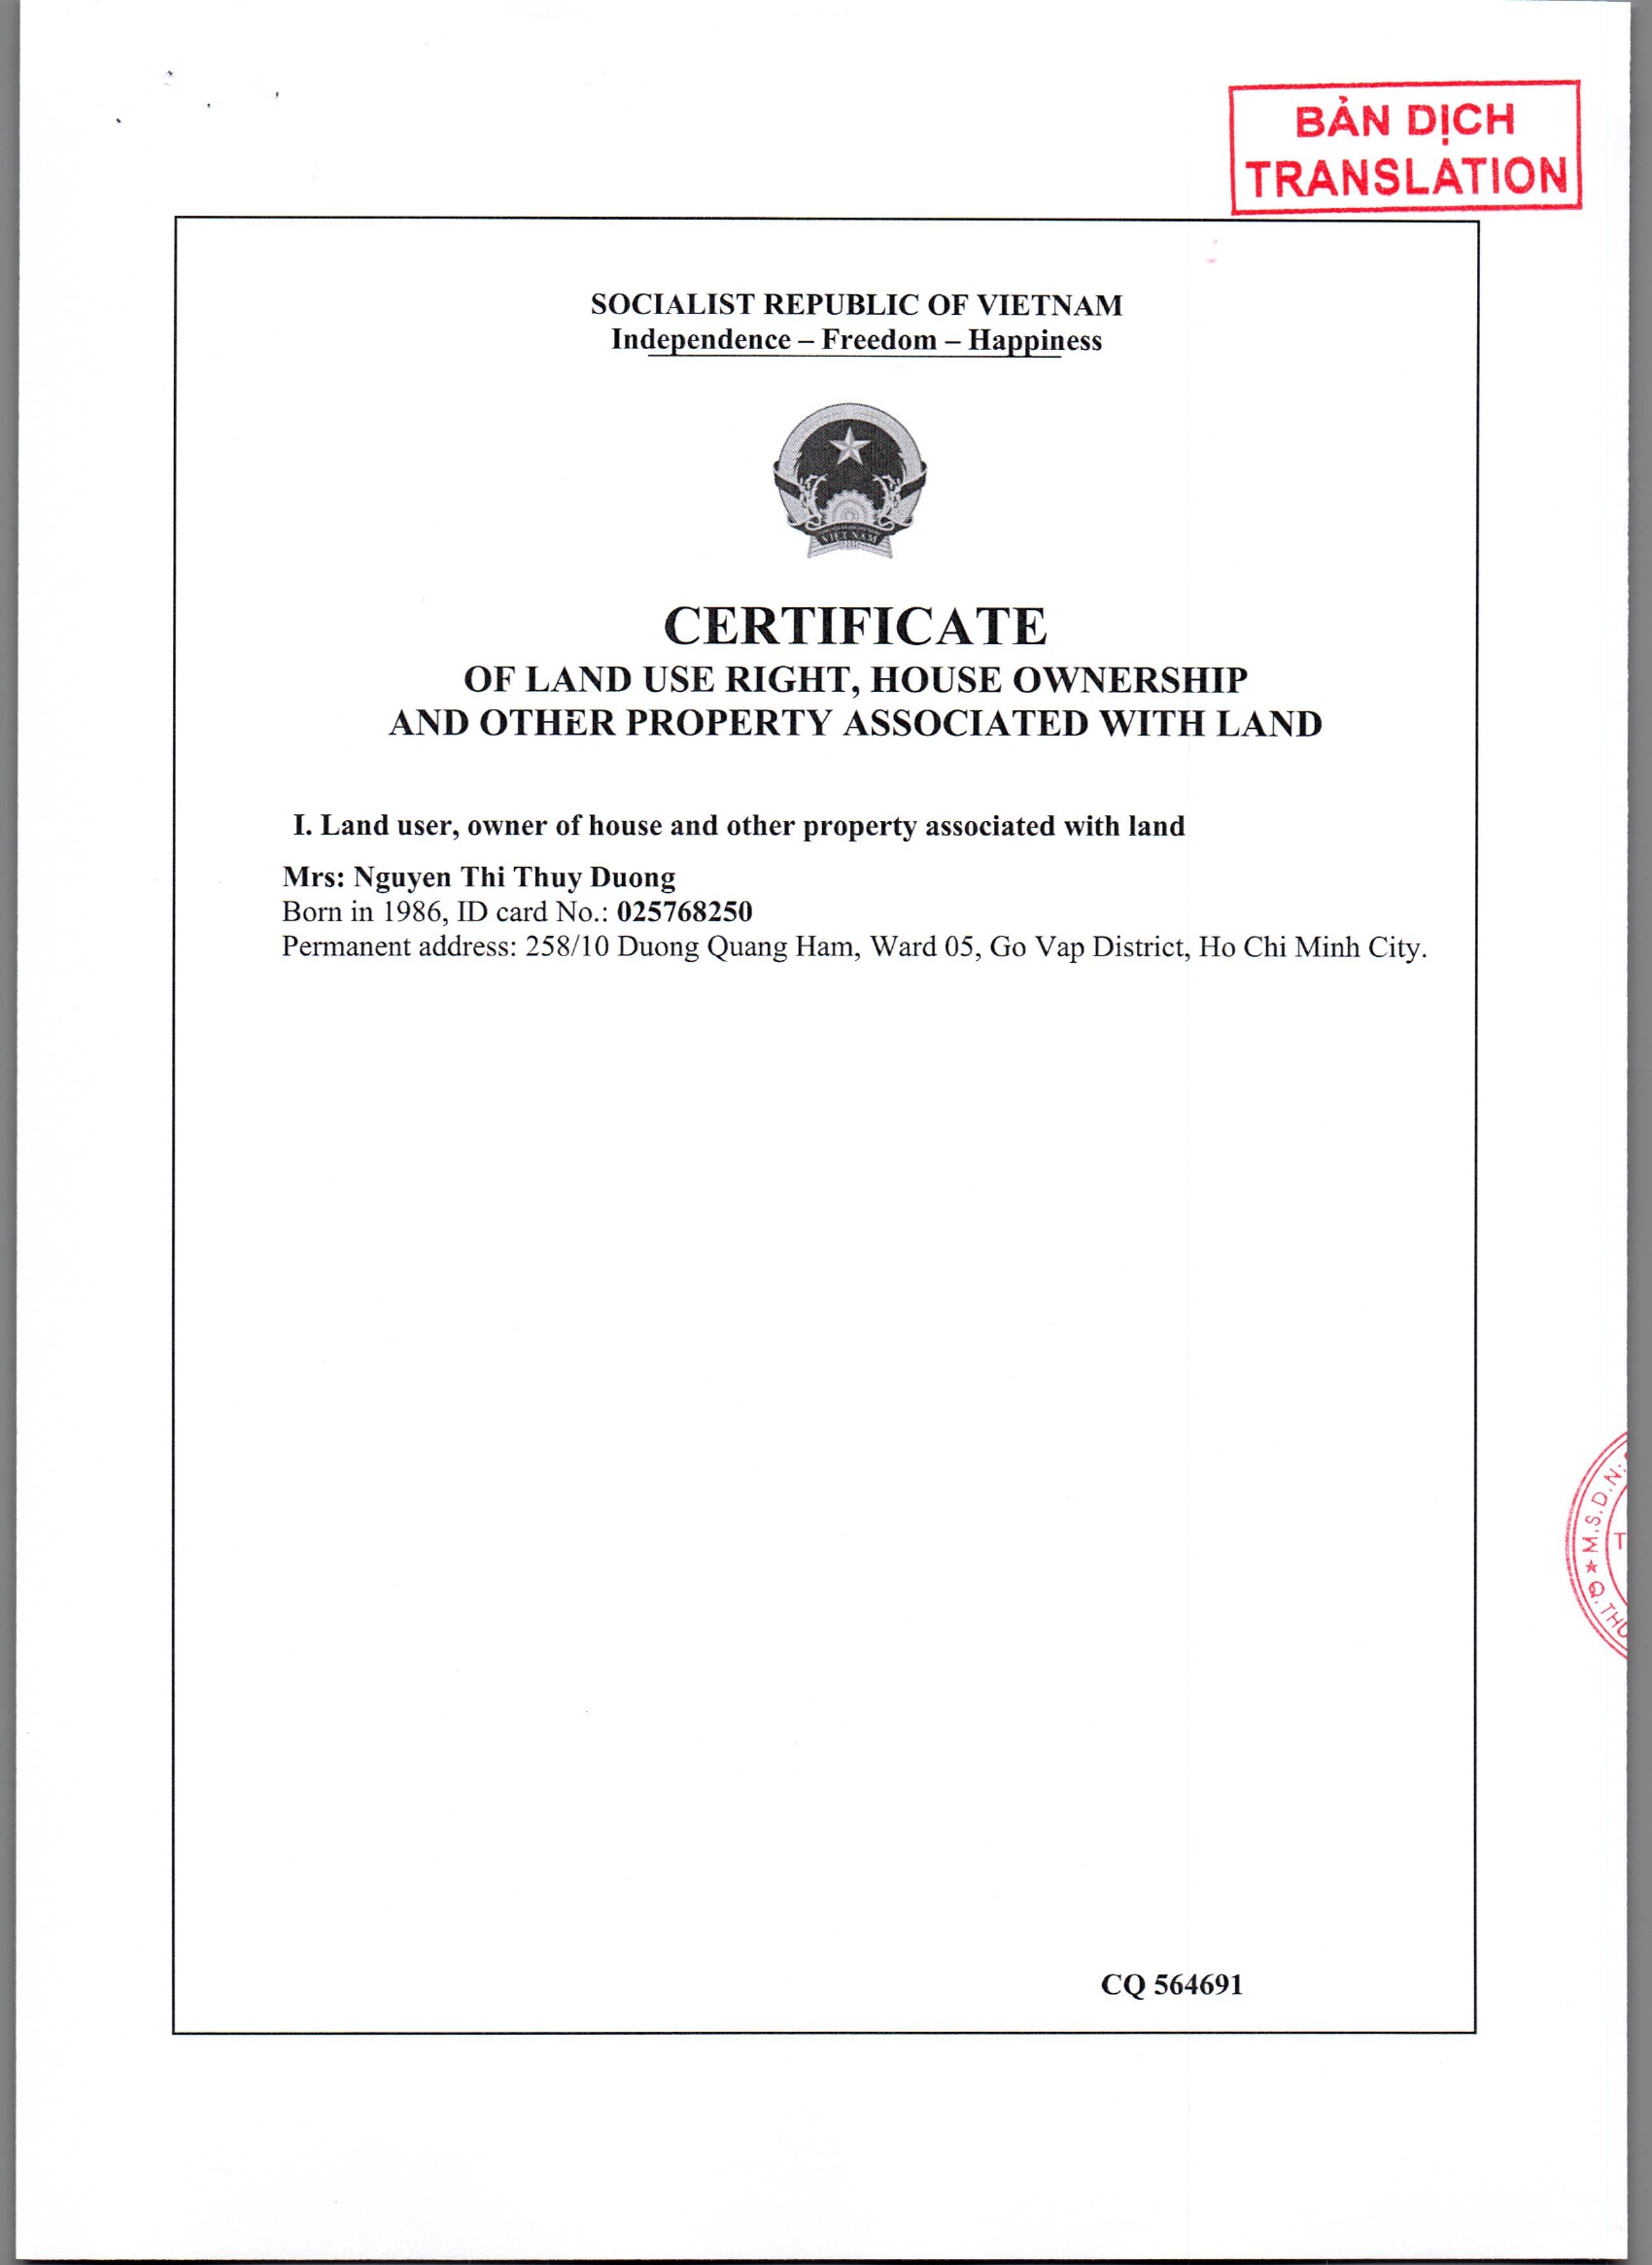 BẢN DỊCH
TRANSLATION
SOCIALIST REPUBLIC OF VIETNAM
Independence – Freedom – Happiness
VIETNAM
CERTIFICATE
OF LAND USE RIGHT, HOUSE OWNERSHIP
AND OTHER PROPERTY ASSOCIATED WITH LAND
I. Land user, owner of house and other property associated with land
Mrs: Nguyen Thi Thuy Duong
Born in 1986, ID card No.: 025768250
Permanent address: 258/10 Duong Quang Ham, Ward 05, Go Vap District, Ho Chi Minh City.
M.S.D.N:
CQ 564691